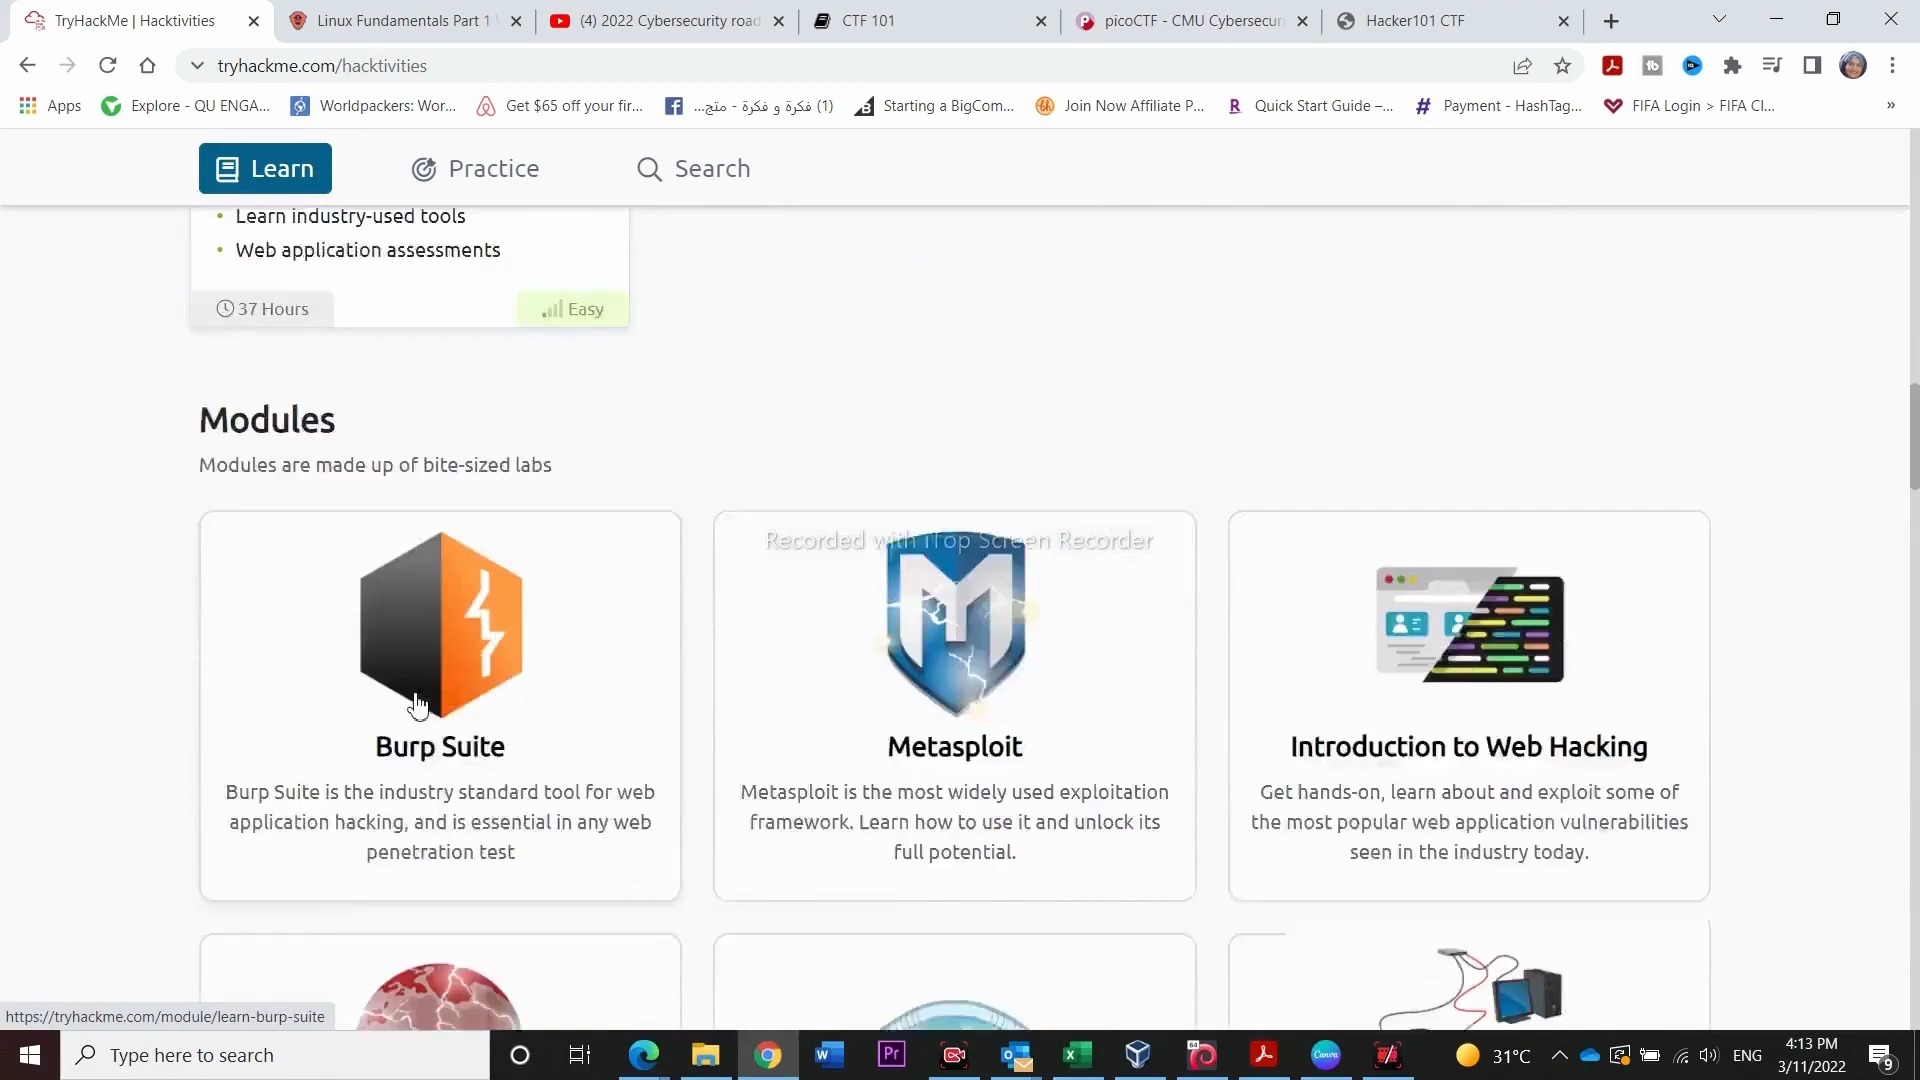 TryHackMe | Hacktivities
Linux Fundamentals Part 1
(4) 2022 Cybersecurity road
CTF 101
picoCTF - CMU Cybersecuri
Hacker101 CTF
tryhackme.com/hacktivities
Apps
Explore - QU ENGA...
Worldpackers: Wor...
Get $65 off your fir...
(1) فكرة و فكرة - متج...
Starting a BigCom...
Join Now Affiliate P...
Quick Start Guide –...
Payment - HashTag...
FIFA Login > FIFA Cl...
»
Learn
Practice
Search
• Learn industry-used tools
• Web application assessments
37 Hours
Easy
Modules
Modules are made up of bite-sized labs
Recorded with iTop Screen Recorder
Burp Suite
Burp Suite is the industry standard tool for web
application hacking, and is essential in any web
penetration test
Metasploit
Metasploit is the most widely used exploitation
framework. Learn how to use it and unlock its
full potential.
Introduction to Web Hacking
Get hands-on, learn about and exploit some of
the most popular web application vulnerabilities
seen in the industry today.
https://tryhackme.com/module/learn-burp-suite
Type here to search
31°C
ENG
4:13 PM
3/11/2022
9